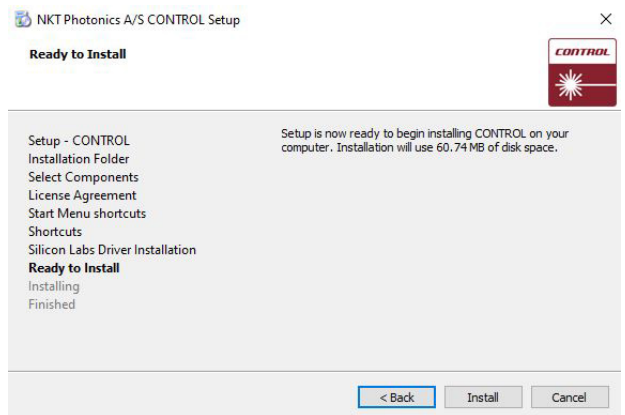 NKT Photonics A/S CONTROL Setup
Ready to Install
CONTROL
Setup - CONTROL
Installation Folder
Select Components
License Agreement
Start Menu shortcuts
Shortcuts
Silicon Labs Driver Installation
Ready to Install
Installing
Finished
Setup is now ready to begin installing CONTROL on your
computer. Installation will use 60.74 MB of disk space.
< Back
Install
Cancel